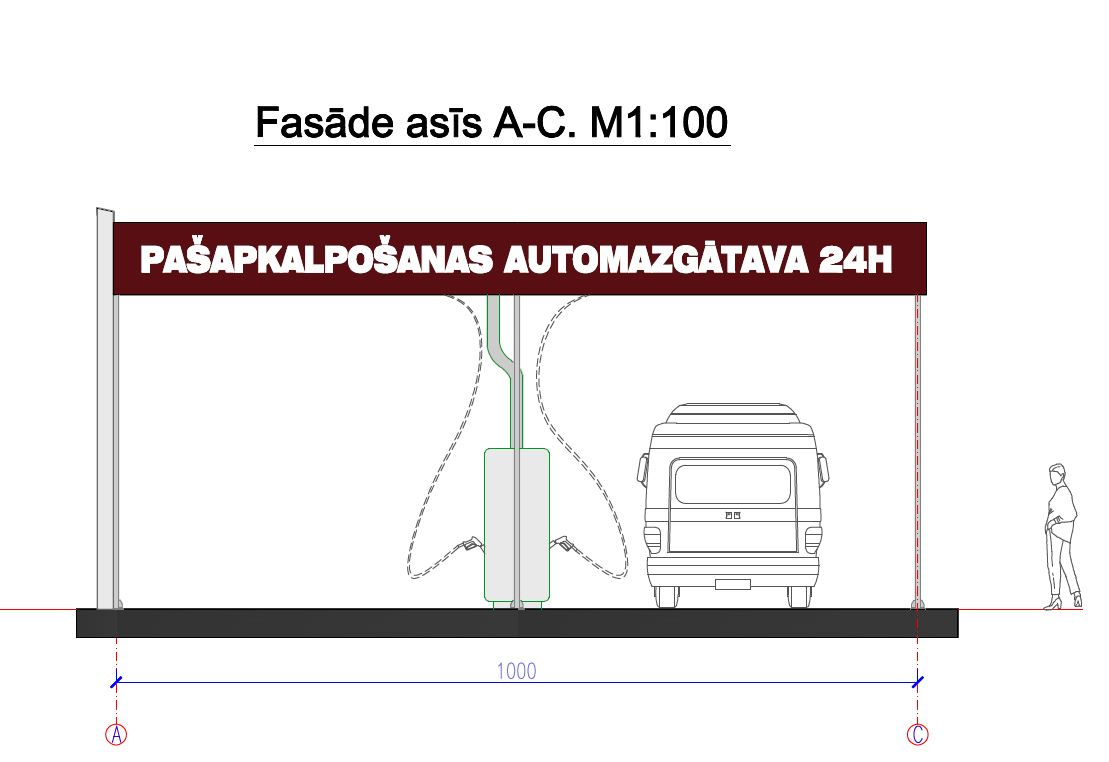 Fasāde asīs A-C. M1:100
PAŠAPKALPOŠANAS AUTOMAZGĀTAVA 24H
1000
A
C